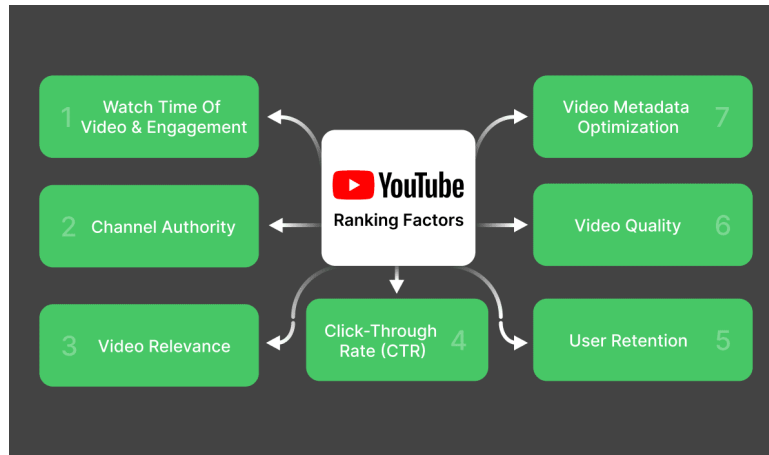 YouTube
Ranking Factors
1
Watch Time Of
Video & Engagement
2
Channel Authority
3
Video Relevance
Click-Through
Rate (CTR)
4
User Retention
5
Video Quality
6
Video Metadada
Optimization
7